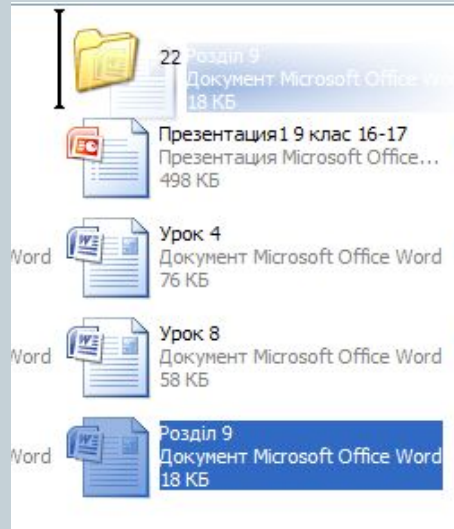 22 Розділ 9
Документ Microsoft Office Wo
18 КБ
Презентация1 9 клас 16-17
Презентация Microsoft Office...
498 КБ
Урок 4
Word Документ Microsoft Office Word
76 КБ
Урок 8
Word Документ Microsoft Office Word
58 КБ
Розділ 9
Word Документ Microsoft Office Word
18 КБ